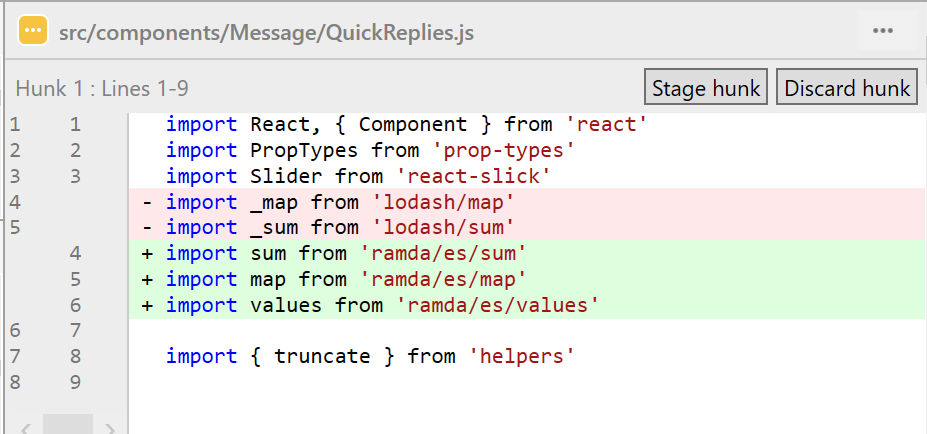 src/components/Message/QuickReplies.js
Hunk 1 : Lines 1-9 Stage hunk Discard hunk
1 1 import React, { Component } from 'react'
2 2 import PropTypes from 'prop-types'
3 3 import Slider from 'react-slick'
4 - import _map from 'lodash/map'
5 - import _sum from 'lodash/sum'
4 + import sum from 'ramda/es/sum'
5 + import map from 'ramda/es/map'
6 + import values from 'ramda/es/values'
6 7
7 8 import { truncate } from 'helpers'
8 9